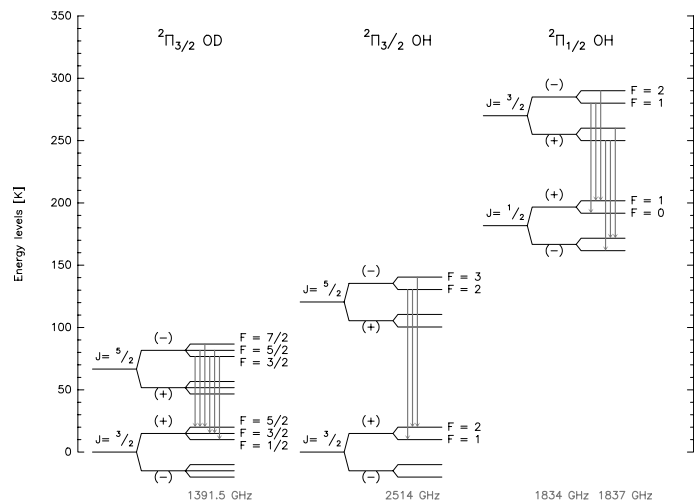 350
300
250
200
150
100
50
0
Energy levels [K]
²Π₃/₂ OD
²Π₃/₂ OH
²Π₁/₂ OH
J= ⁵/₂
(−)
(+)
F = 7/2
F = 5/2
F = 3/2
J= ³/₂
(+)
(−)
F = 5/2
F = 3/2
F = 1/2
1391.5 GHz
J= ⁵/₂
(−)
(+)
F = 3
F = 2
J= ³/₂
(+)
(−)
F = 2
F = 1
2514 GHz
J= ³/₂
(−)
(+)
F = 2
F = 1
J= ¹/₂
(+)
(−)
F = 1
F = 0
1834 GHz 1837 GHz